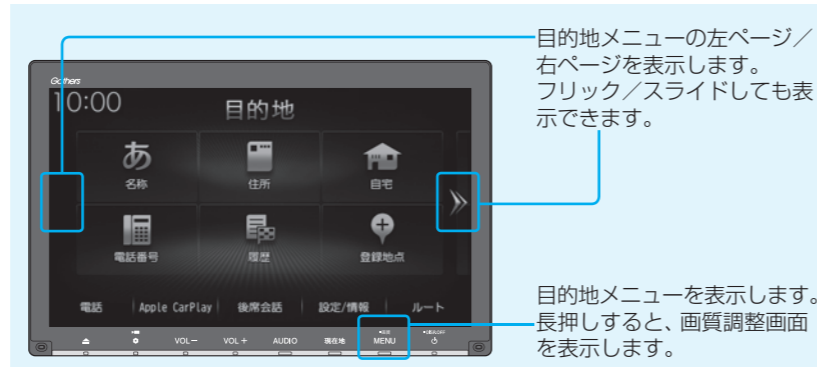 目的地メニューの左ページ／
右ページを表示します。
フリック／スライドしても表
示できます。
Gathers
10:00
目的地
あ
名称
住所
自宅
電話番号
履歴
登録地点
電話
Apple CarPlay
後席会話
設定/情報
ルート
VOL－
VOL＋
AUDIO
現在地
MENU
目的地メニューを表示します。
長押しすると、画質調整画面
を表示します。